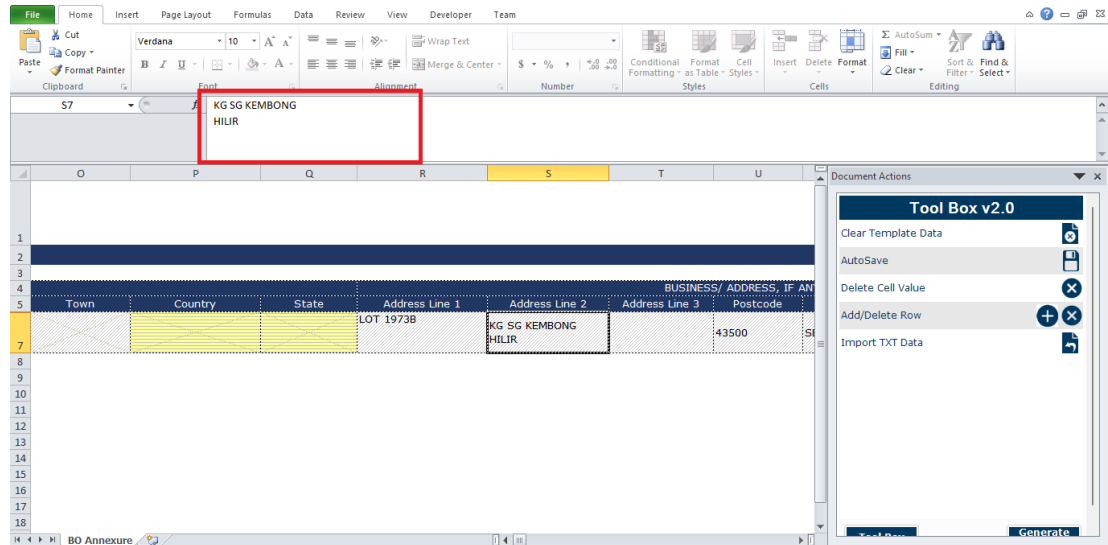 File Home Insert Page Layout Formulas Data Review View Developer Team
Cut
Copy
Format Painter
Paste
Clipboard
Verdana 10 A A
B I U A
Font
Wrap Text
Merge & Center
Alignment
$ % ,
Number
Conditional Formatting
Format as Table
Cell Styles
Styles
Insert Delete Format
Cells
Σ AutoSum
Fill
Clear
Sort & Filter
Find & Select
Editing
S7
KG SG KEMBONG
HILIR
O P Q R S T U
1
2
3
4 BUSINESS/ ADDRESS, IF AN
5 Town Country State Address Line 1 Address Line 2 Address Line 3 Postcode
LOT 1973B
KG SG KEMBONG
HILIR
43500
7
8
9
10
11
12
13
14
15
16
17
18
BO Annexure
Document Actions
Tool Box v2.0
Clear Template Data
AutoSave
Delete Cell Value
Add/Delete Row
Import TXT Data
Tool Box
Generate